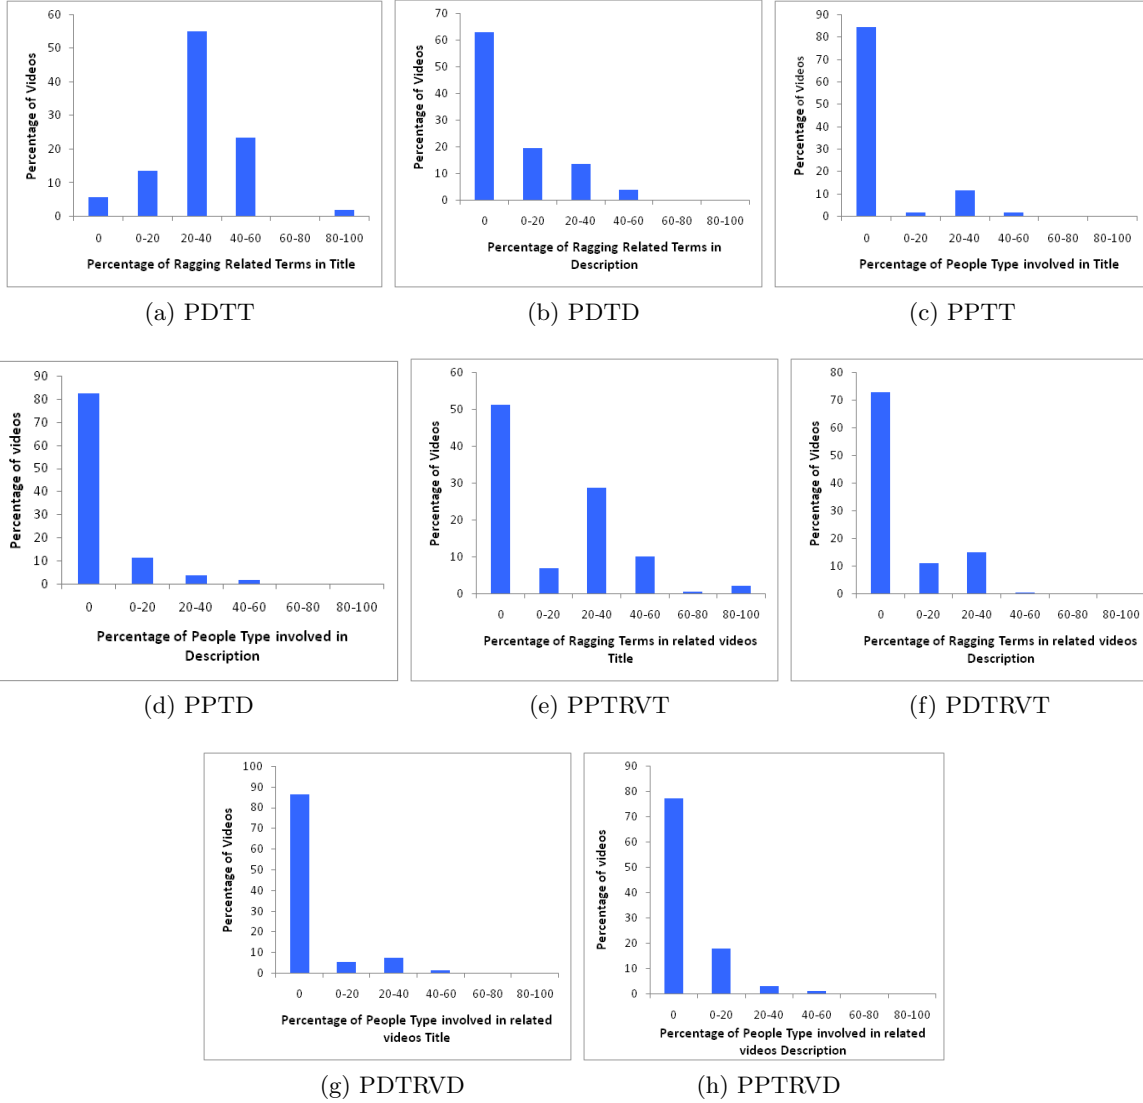 60
50
40
30
20
10
0
Percentage of Videos
0 0-20 20-40 40-60 60-80 80-100
Percentage of Ragging Related Terms in Title
(a) PDTT
70
60
50
40
30
20
10
0
Percentage of Videos
0 0-20 20-40 40-60 60-80 80-100
Percentage of Ragging Related Terms in
Description
(b) PDTD
90
80
70
60
50
40
30
20
10
0
Percentage of Videos
0 0-20 20-40 40-60 60-80 80-100
Percentage of People Type involved in Title
(c) PPTT
90
80
70
60
50
40
30
20
10
0
Percentage of videos
0 0-20 20-40 40-60 60-80 80-100
Percentage of People Type involved in
Description
(d) PPTD
60
50
40
30
20
10
0
Percentage of Videos
0 0-20 20-40 40-60 60-80 80-100
Percentage of Ragging Terms in related videos
Title
(e) PPTRVT
80
70
60
50
40
30
20
10
0
Percentage of Videos
0 0-20 20-40 40-60 60-80 80-100
Percentage of Ragging Terms in related videos
Description
(f) PDTRVT
100
90
80
70
60
50
40
30
20
10
0
Percentage of Videos
0 0-20 20-40 40-60 60-80 80-100
Percentage of People Type involved in related
videos Title
(g) PDTRVD
90
80
70
60
50
40
30
20
10
0
Percentage of videos
0 0-20 20-40 40-60 60-80 80-100
Percentage of People Type involved in related
videos Description
(h) PPTRVD